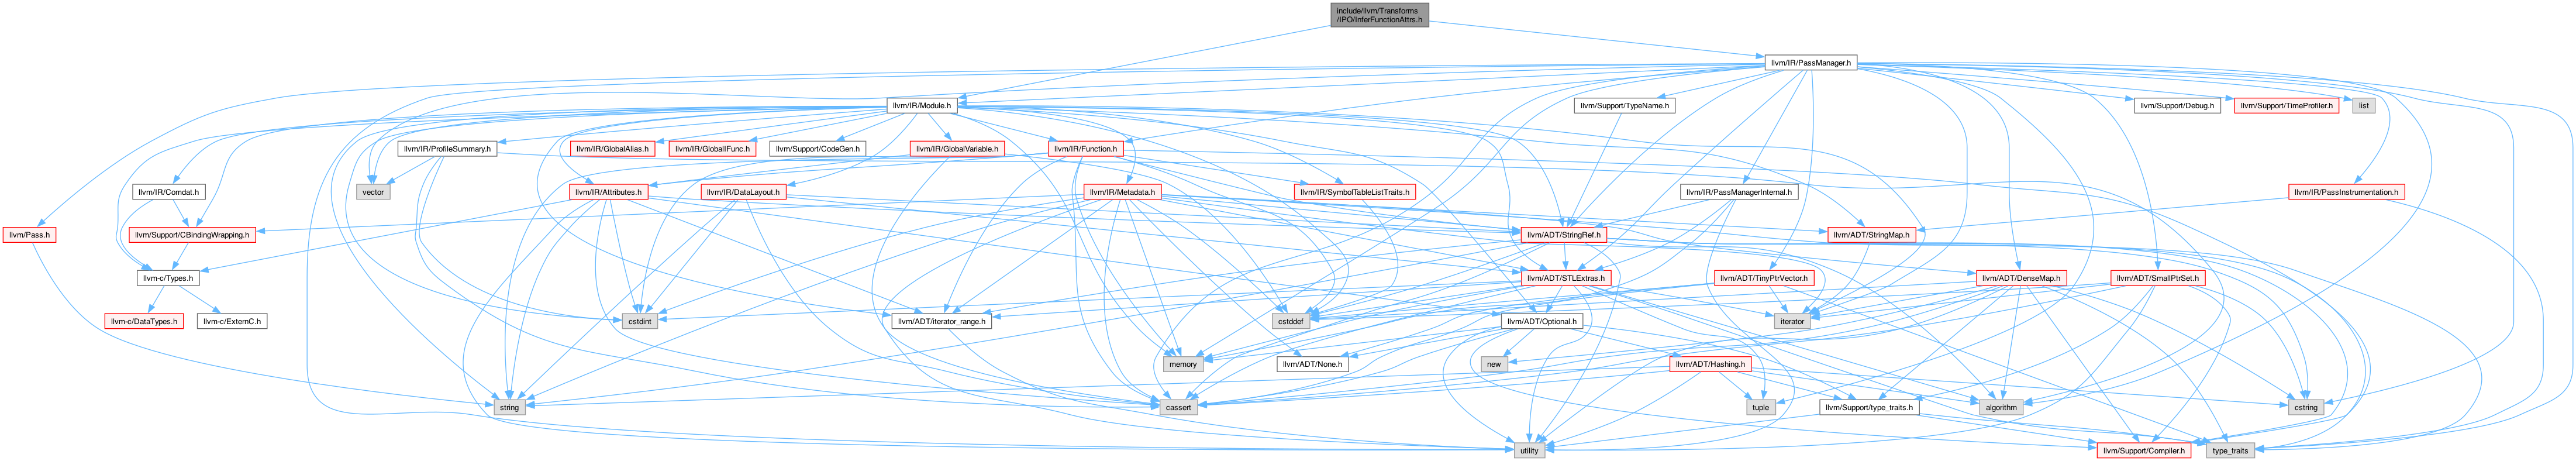 include/llvm/Transforms
/IPO/InferFunctionAttrs.h
llvm/IR/PassManager.h
llvm/IR/Module.h
llvm/Support/TypeName.h
llvm/Support/Debug.h
llvm/Support/TimeProfiler.h
list
llvm/IR/ProfileSummary.h
llvm/IR/GlobalAlias.h
llvm/IR/GlobalIFunc.h
llvm/Support/CodeGen.h
llvm/IR/GlobalVariable.h
llvm/IR/Function.h
vector
llvm/IR/Comdat.h
llvm/IR/Attributes.h
llvm/IR/DataLayout.h
llvm/IR/Metadata.h
llvm/IR/SymbolTableListTraits.h
llvm/IR/PassManagerInternal.h
llvm/IR/PassInstrumentation.h
llvm/Pass.h
llvm/Support/CBindingWrapping.h
llvm/ADT/StringRef.h
llvm/ADT/StringMap.h
llvm-c/Types.h
llvm/ADT/STLExtras.h
llvm/ADT/TinyPtrVector.h
llvm/ADT/DenseMap.h
llvm/ADT/SmallPtrSet.h
llvm-c/DataTypes.h
llvm-c/ExternC.h
cstdint
llvm/ADT/iterator_range.h
cstddef
llvm/ADT/Optional.h
iterator
memory
llvm/ADT/None.h
new
llvm/ADT/Hashing.h
string
cassert
tuple
llvm/Support/type_traits.h
algorithm
cstring
utility
llvm/Support/Compiler.h
type_traits